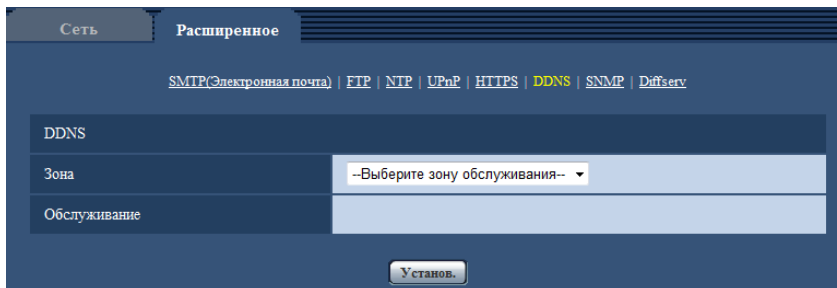 Сеть Расширенное
SMTP(Электронная почта) | FTP | NTP | UPnP | HTTPS | DDNS | SNMP | Diffserv
DDNS
Зона --Выберите зону обслуживания--
Обслуживание
Установ.